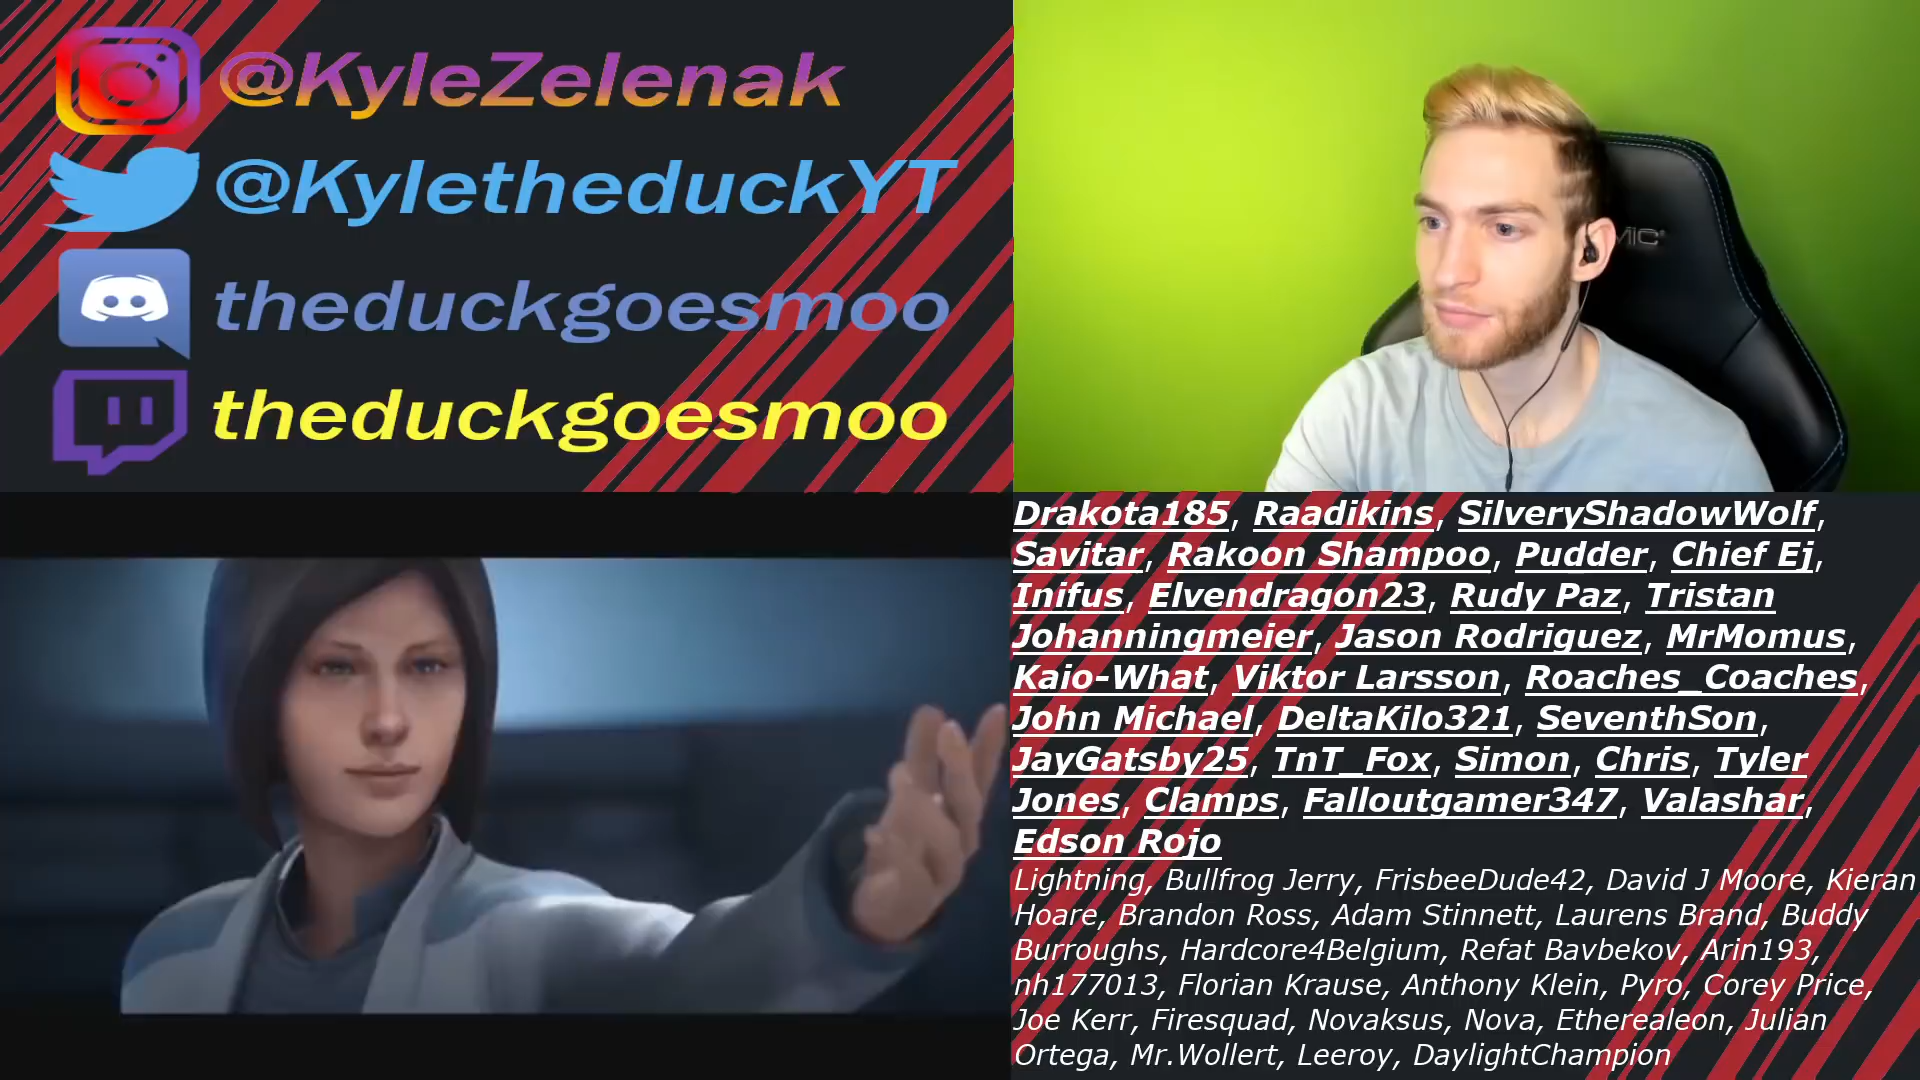 @KyleZelenak
@KyletheduckYT
theduckgoesmoo
theduckgoesmoo
Drakota185, Raadikins, SilveryShadowWolf,
Savitar, Rakoon Shampoo, Pudder, Chief Ej,
Inifus, Elvendragon23, Rudy Paz, Tristan
Johanningmeier, Jason Rodriguez, MrMomus,
Kaio-What, Viktor Larsson, Roaches_Coaches,
John Michael, DeltaKilo321, SeventhSon,
JayGatsby25, TnT_Fox, Simon, Chris, Tyler
Jones, Clamps, Falloutgamer347, Valashar,
Edson Rojo
Lightning, Bullfrog Jerry, FrisbeeDude42, David J Moore, Kieran
Hoare, Brandon Ross, Adam Stinnett, Laurens Brand, Buddy
Burroughs, Hardcore4Belgium, Refat Bavbekov, Arin193,
nh177013, Florian Krause, Anthony Klein, Pyro, Corey Price,
Joe Kerr, Firesquad, Novaksus, Nova, Etherealeon, Julian
Ortega, Mr.Wollert, Leeroy, DaylightChampion